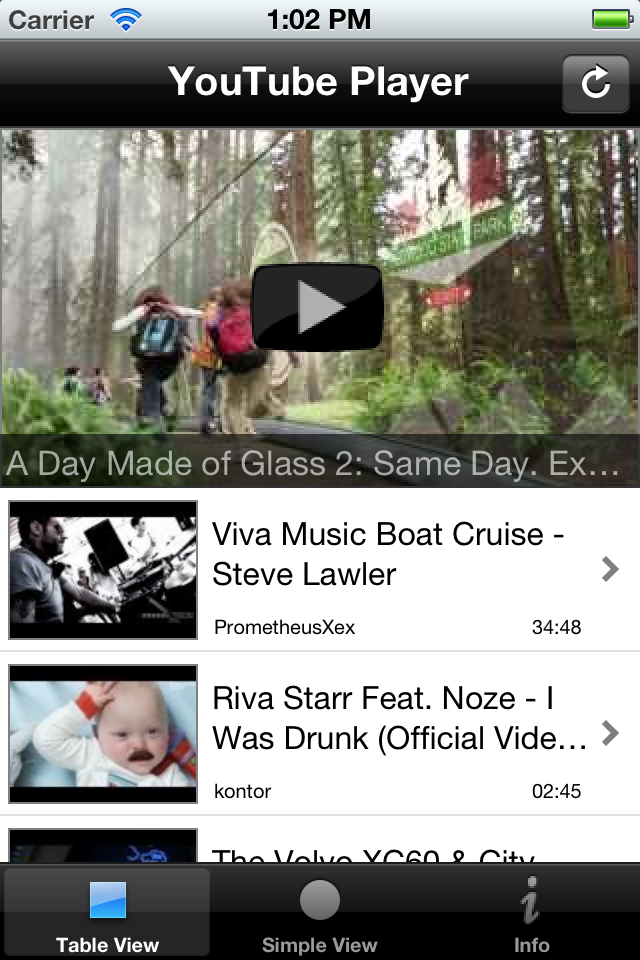 Carrier 1:02 PM
YouTube Player
A Day Made of Glass 2: Same Day. Ex...
Viva Music Boat Cruise -
Steve Lawler
PrometheusXex 34:48
Riva Starr Feat. Noze - I
Was Drunk (Official Vide...
kontor 02:45
The Volvo XC60 & City
Table View Simple View Info